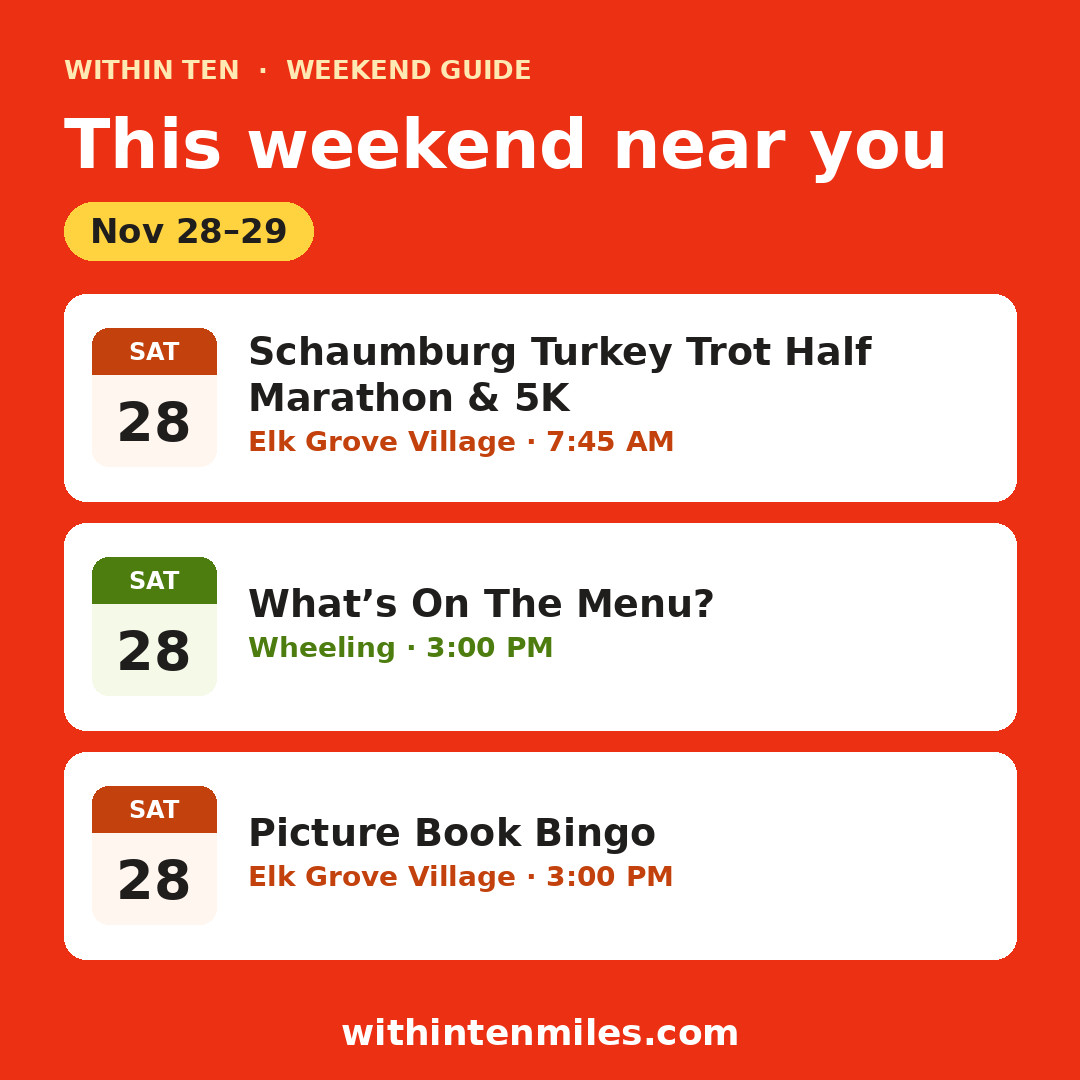 WITHIN TEN · WEEKEND GUIDE
This weekend near you
Nov 28–29
SAT
28
Schaumburg Turkey Trot Half
Marathon & 5K
Elk Grove Village · 7:45 AM
SAT
28
What’s On The Menu?
Wheeling · 3:00 PM
SAT
28
Picture Book Bingo
Elk Grove Village · 3:00 PM
withintenmiles.com